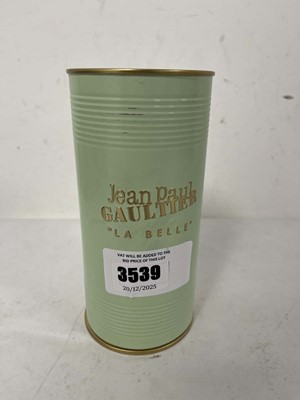 Jean Paul
GAULTIER
"LA BELLE"
VAT WILL BE ADDED TO THE
BID PRICE OF THIS LOT
3539
20/12/2025